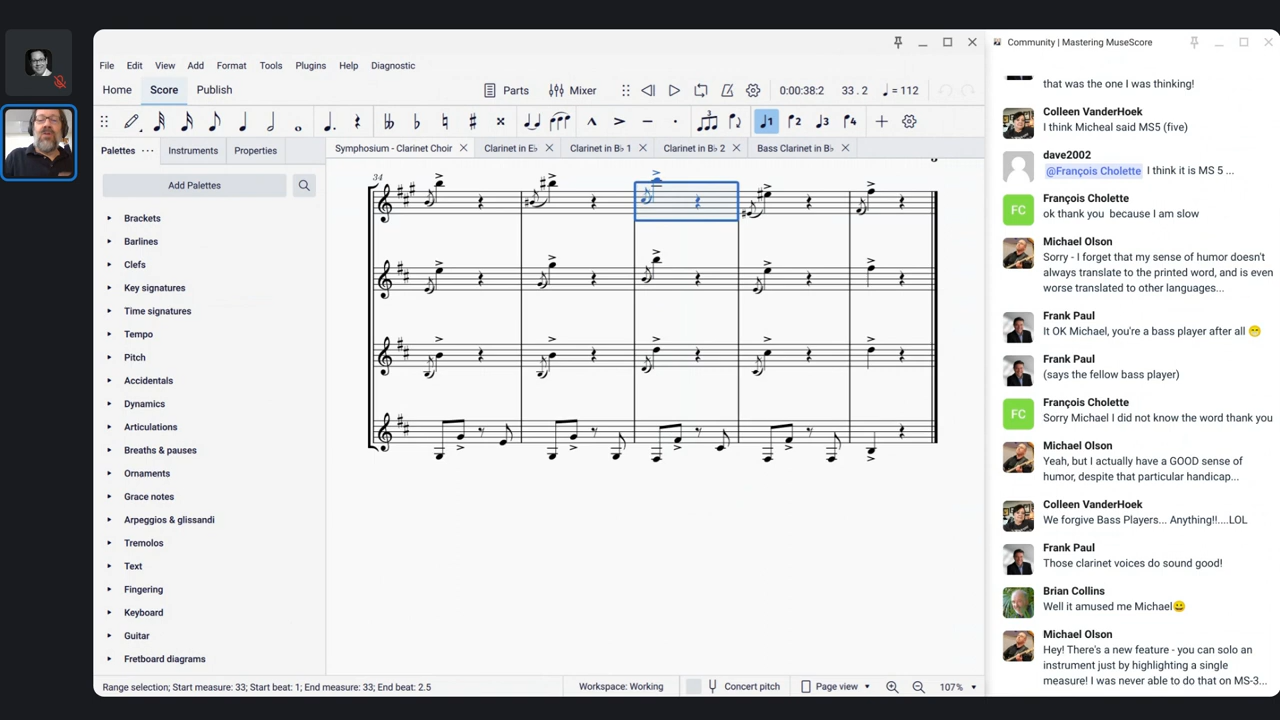 Community | Mastering MuseScore
File Edit View Add Format Tools Plugins Help Diagnostic
Home Score Publish
Parts Mixer 0:00:38:2 33 . 2 = 112
1 2 3 4
Palettes ··· Instruments Properties
Symphosium - Clarinet Choir Clarinet in E♭ Clarinet in B♭ 1 Clarinet in B♭ 2 Bass Clarinet in B♭
Add Palettes
Brackets
Barlines
Clefs
Key signatures
Time signatures
Tempo
Pitch
Accidentals
Dynamics
Articulations
Breaths & pauses
Ornaments
Grace notes
Arpeggios & glissandi
Tremolos
Text
Fingering
Keyboard
Guitar
Fretboard diagrams
34
Range selection; Start measure: 33; Start beat: 1; End measure: 33; End beat: 2.5
Workspace: Working
Concert pitch
Page view
107%
that was the one I was thinking!
Colleen VanderHoek
I think Micheal said MS5 (five)
dave2002
@François Cholette I think it is MS 5 ...
FC
François Cholette
ok thank you because I am slow
Michael Olson
Sorry - I forget that my sense of humor doesn't
always translate to the printed word, and is even
worse translated to other languages...
Frank Paul
It OK Michael, you're a bass player after all 😁
Frank Paul
(says the fellow bass player)
FC
François Cholette
Sorry Michael I did not know the word thank you
Michael Olson
Yeah, but I actually have a GOOD sense of
humor, despite that particular handicap...
Colleen VanderHoek
We forgive Bass Players... Anything!!....LOL
Frank Paul
Those clarinet voices do sound good!
Brian Collins
Well it amused me Michael😀
Michael Olson
Hey! There's a new feature - you can solo an
instrument just by highlighting a single
measure! I was never able to do that on MS-3...